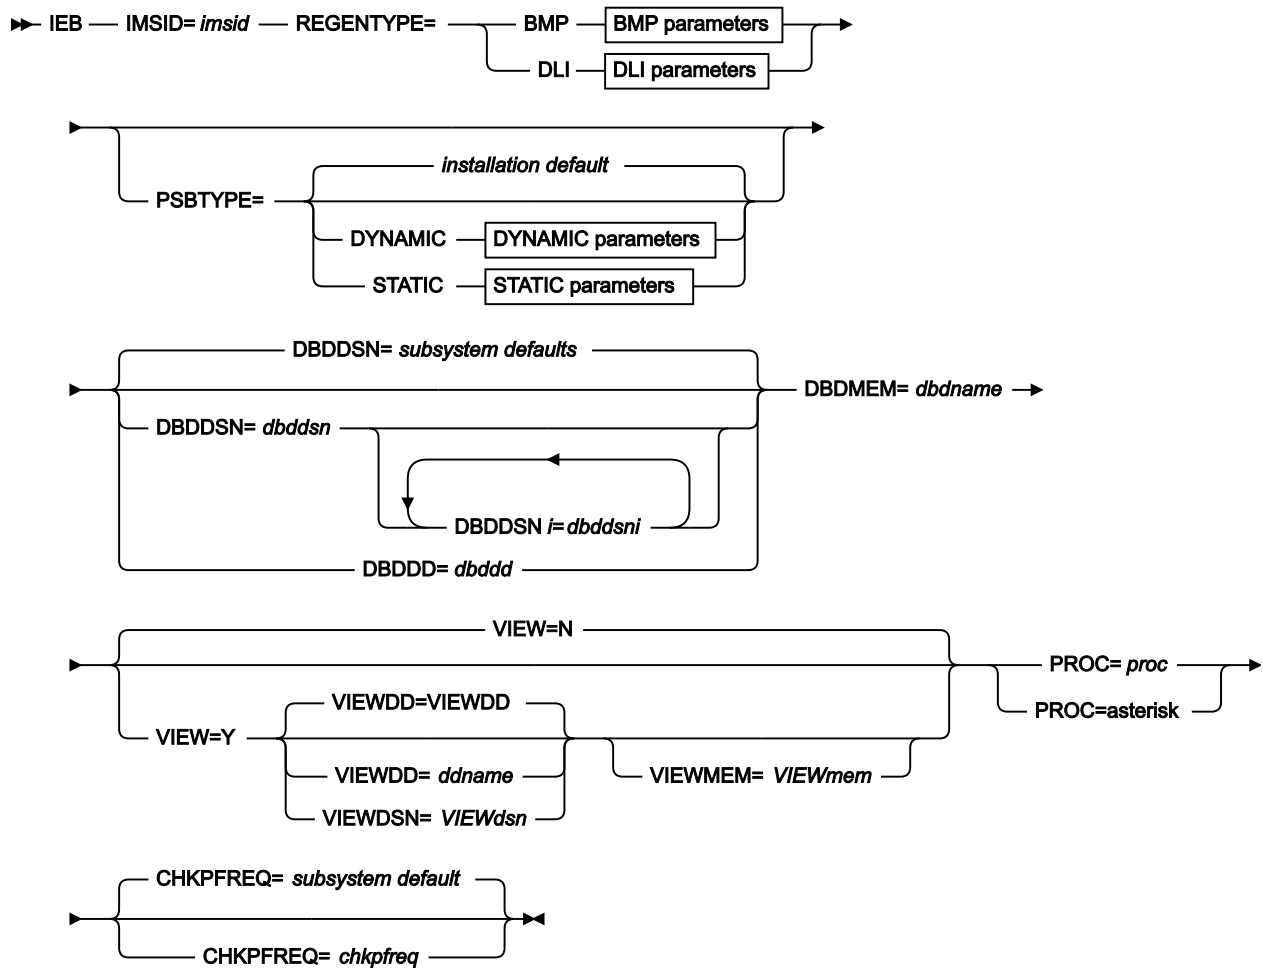 IEB IMSID= imsid REGENTYPE= BMP BMP parameters
DLI DLI parameters
installation default
PSBTYPE=
DYNAMIC DYNAMIC parameters
STATIC STATIC parameters
DBDDSN= subsystem defaults
DBDMEM= dbdname
DBDDSN= dbddsn
DBDDSN i=dbddsni
DBDDD= dbddd
VIEW=N
PROC= proc
VIEWDD=VIEWDD
PROC=asterisk
VIEW=Y
VIEWDD= ddname VIEWMEM= VIEWmem
VIEWDSN= VIEWdsn
CHKPFREQ= subsystem default
CHKPFREQ= chkpfreq